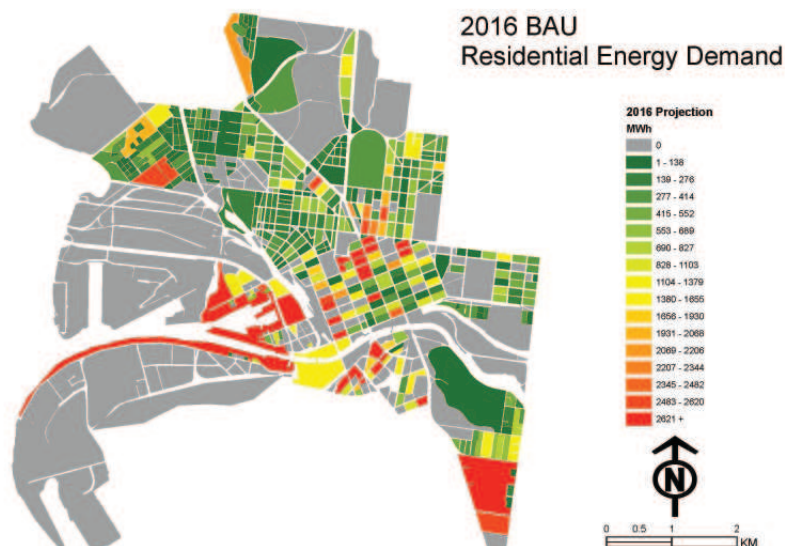 2016 BAU
Residential Energy Demand
2016 Projection
MWh
0
1 - 138
139 - 276
277 - 414
415 - 552
553 - 689
690 - 827
828 - 1103
1104 - 1379
1380 - 1655
1656 - 1930
1931 - 2068
2069 - 2206
2207 - 2344
2345 - 2482
2483 - 2620
2621 +
N
0 0.5 1 2
KM